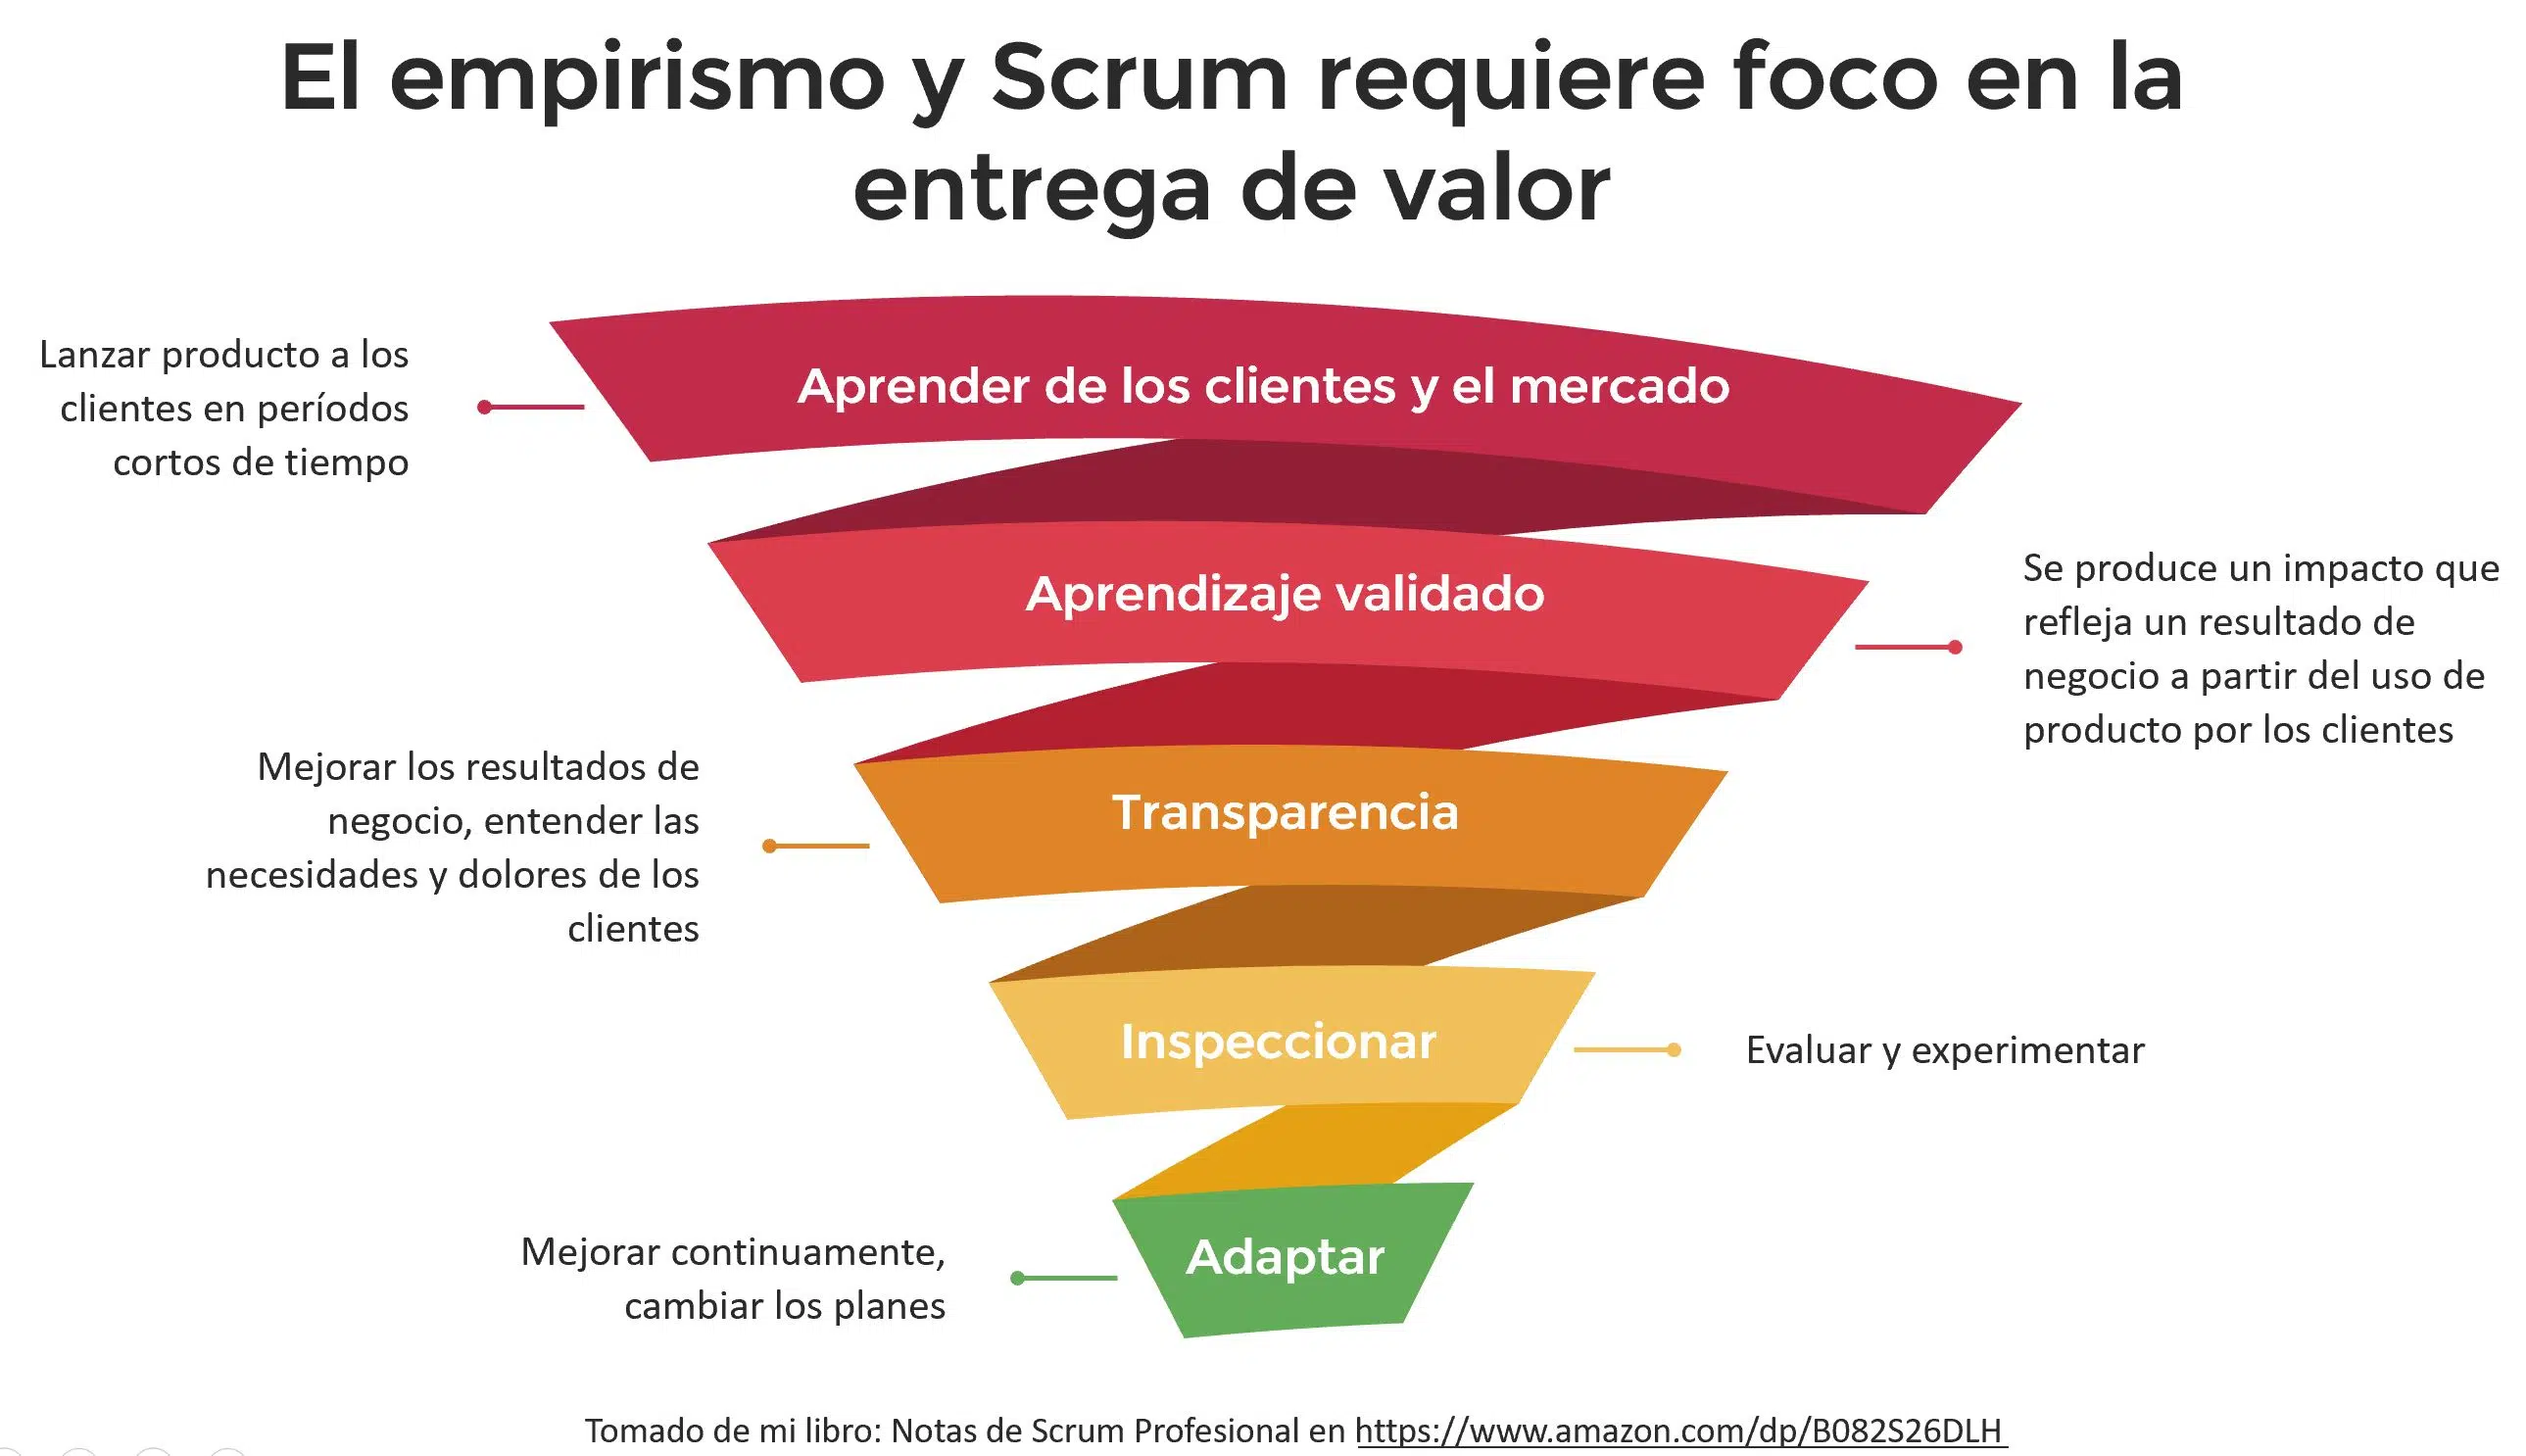 El empirismo y Scrum requiere foco en la
entrega de valor
Lanzar producto a los
clientes en períodos
cortos de tiempo
Aprender de los clientes y el mercado
Aprendizaje validado
Se produce un impacto que
refleja un resultado de
negocio a partir del uso de
producto por los clientes
Mejorar los resultados de
negocio, entender las
necesidades y dolores de los
clientes
Transparencia
Inspeccionar
Evaluar y experimentar
Mejorar continuamente,
cambiar los planes
Adaptar
Tomado de mi libro: Notas de Scrum Profesional en https://www.amazon.com/dp/B082S26DLH